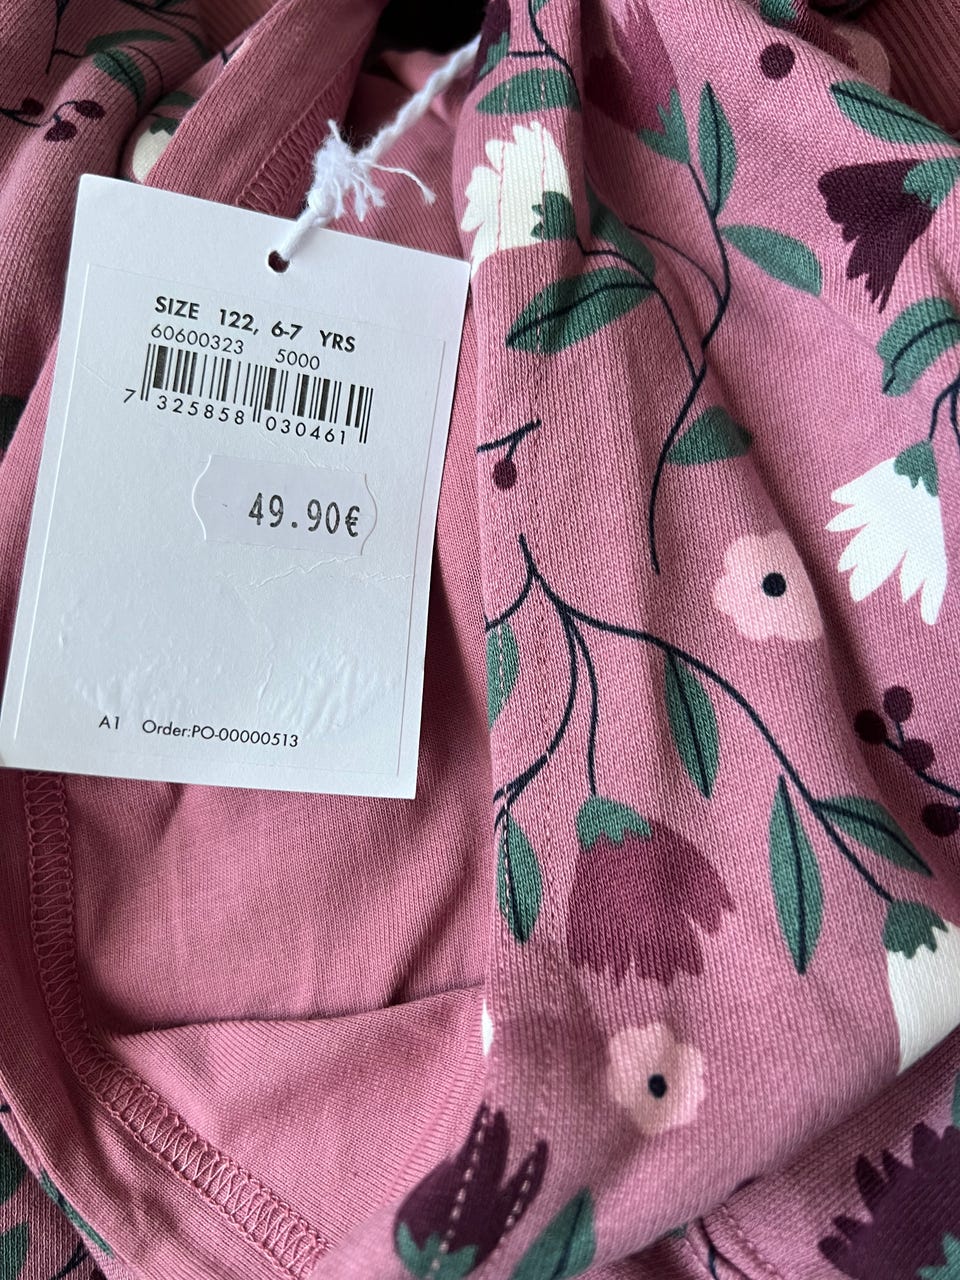 SIZE 122, 6-7 YRS
60600323 5000
7 325858 030461
49.90€
A1 Order:PO-00000513